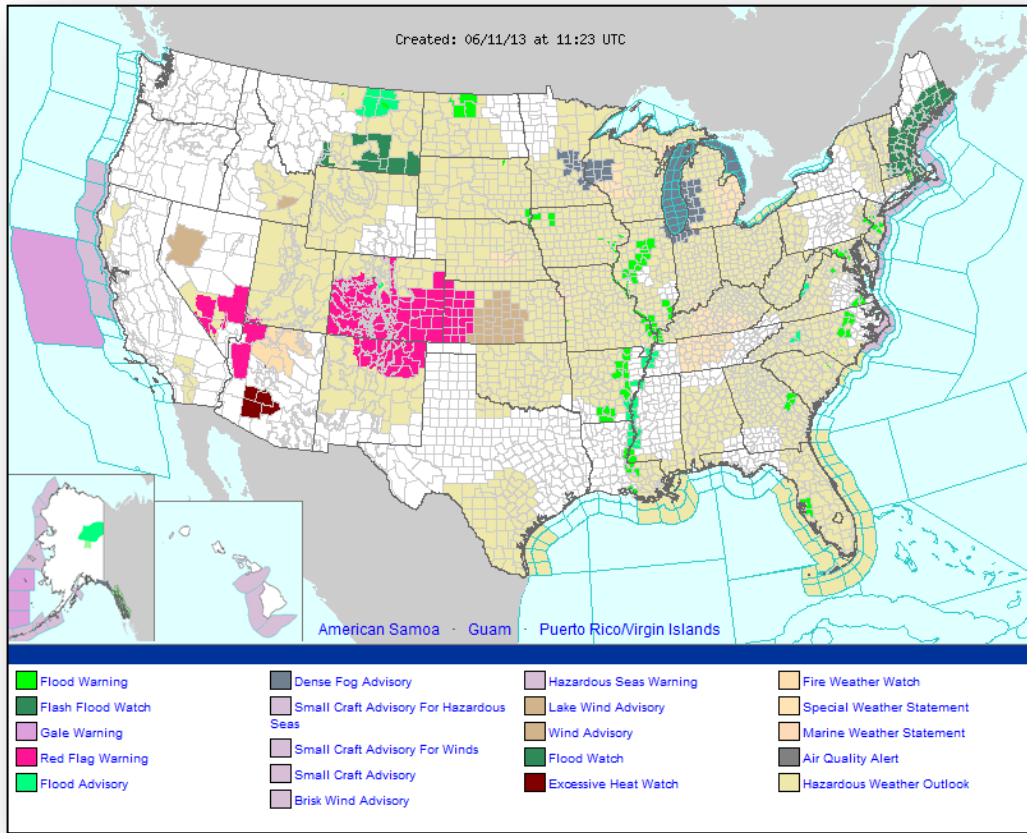 Created: 06/11/13 at 11:23 UTC
American Samoa - Guam - Puerto Rico/Virgin Islands
Flood Warning
Flash Flood Watch
Gale Warning
Red Flag Warning
Flood Advisory
Dense Fog Advisory
Small Craft Advisory For Hazardous
Seas
Small Craft Advisory For Winds
Small Craft Advisory
Brisk Wind Advisory
Hazardous Seas Warning
Lake Wind Advisory
Wind Advisory
Flood Watch
Excessive Heat Watch
Fire Weather Watch
Special Weather Statement
Marine Weather Statement
Air Quality Alert
Hazardous Weather Outlook